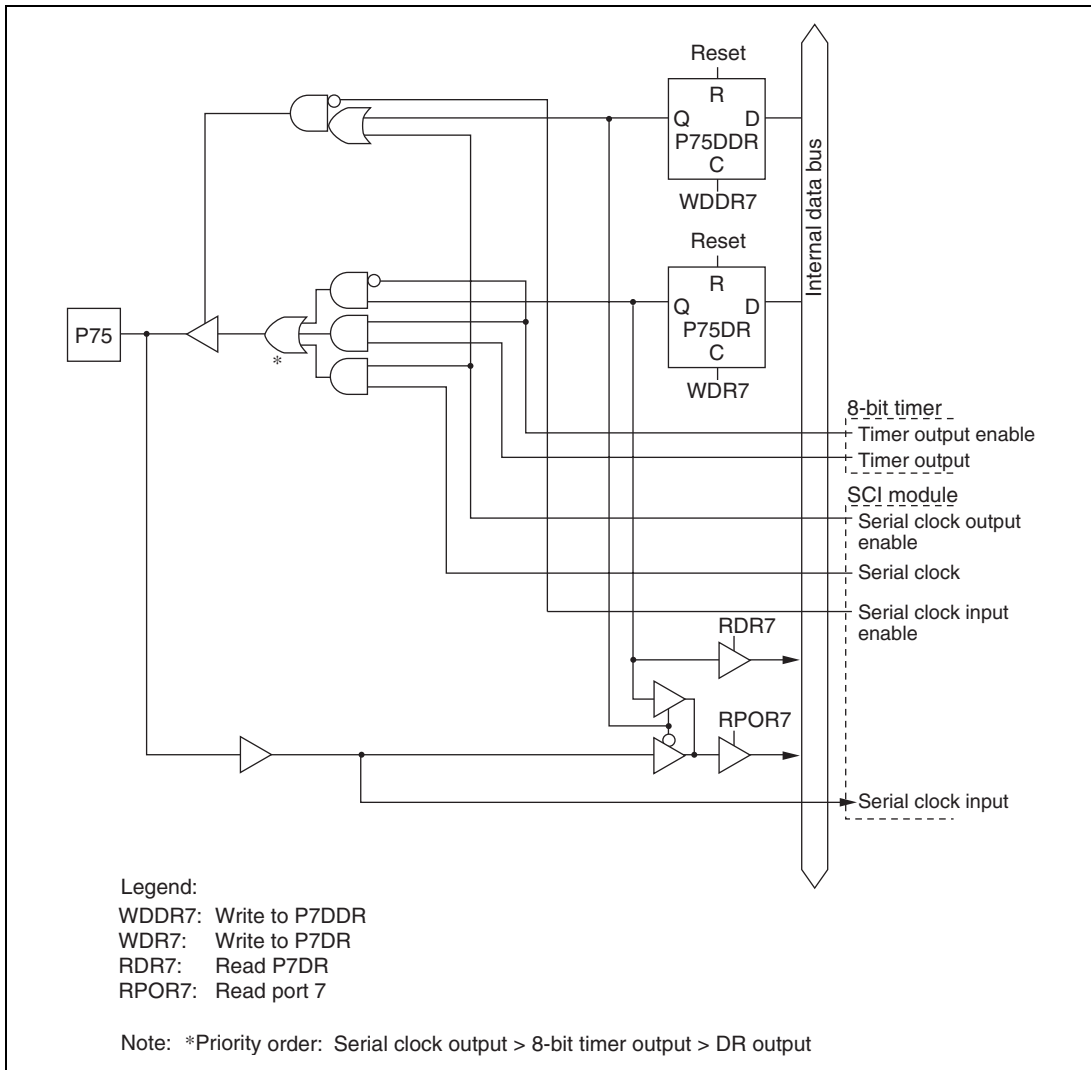 Reset
R
Q D
P75DDR
C
WDDR7
Internal data bus
Reset
R
Q D
P75DR
C
WDR7
P75
*
8-bit timer
Timer output enable
Timer output
SCI module
Serial clock output
enable
Serial clock
Serial clock input
enable
RDR7
RPOR7
Serial clock input
Legend:
WDDR7: Write to P7DDR
WDR7: Write to P7DR
RDR7: Read P7DR
RPOR7: Read port 7
Note: *Priority order: Serial clock output > 8-bit timer output > DR output